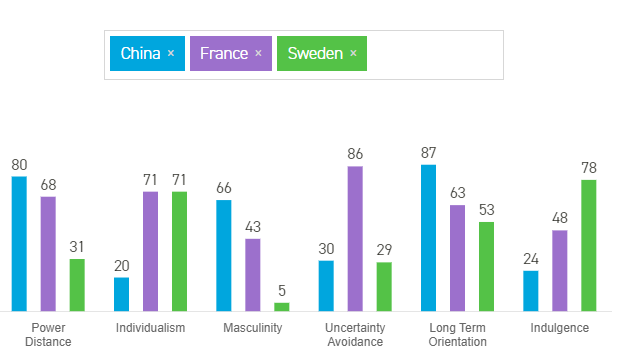 China × France × Sweden ×
80 68 31 20 71 71 66 43 5 30 86 29 87 63 53 24 48 78
Power Distance
Individualism
Masculinity
Uncertainty Avoidance
Long Term Orientation
Indulgence